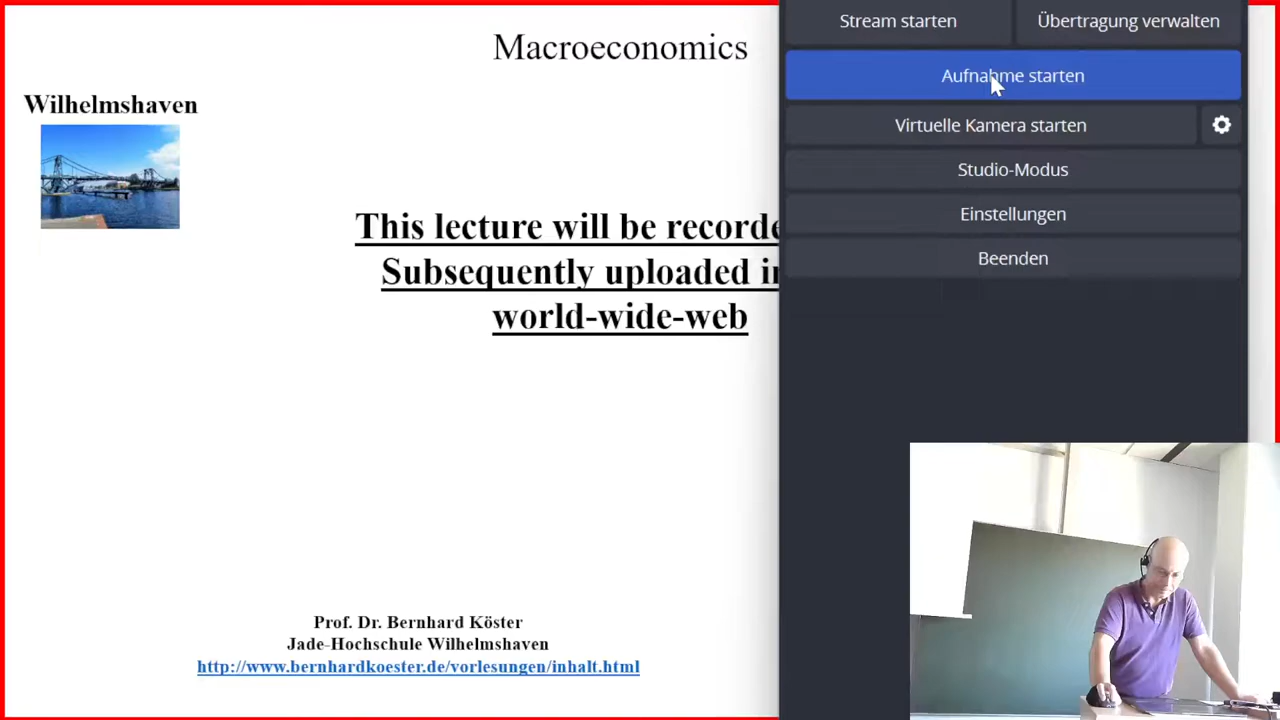 Macroeconomics
Wilhelmshaven
This lecture will be recorde
Subsequently uploaded i
world-wide-web
Prof. Dr. Bernhard Köster
Jade-Hochschule Wilhelmshaven
http://www.bernhardkoester.de/vorlesungen/inhalt.html
Stream starten
Übertragung verwalten
Aufnahme starten
Virtuelle Kamera starten
Studio-Modus
Einstellungen
Beenden